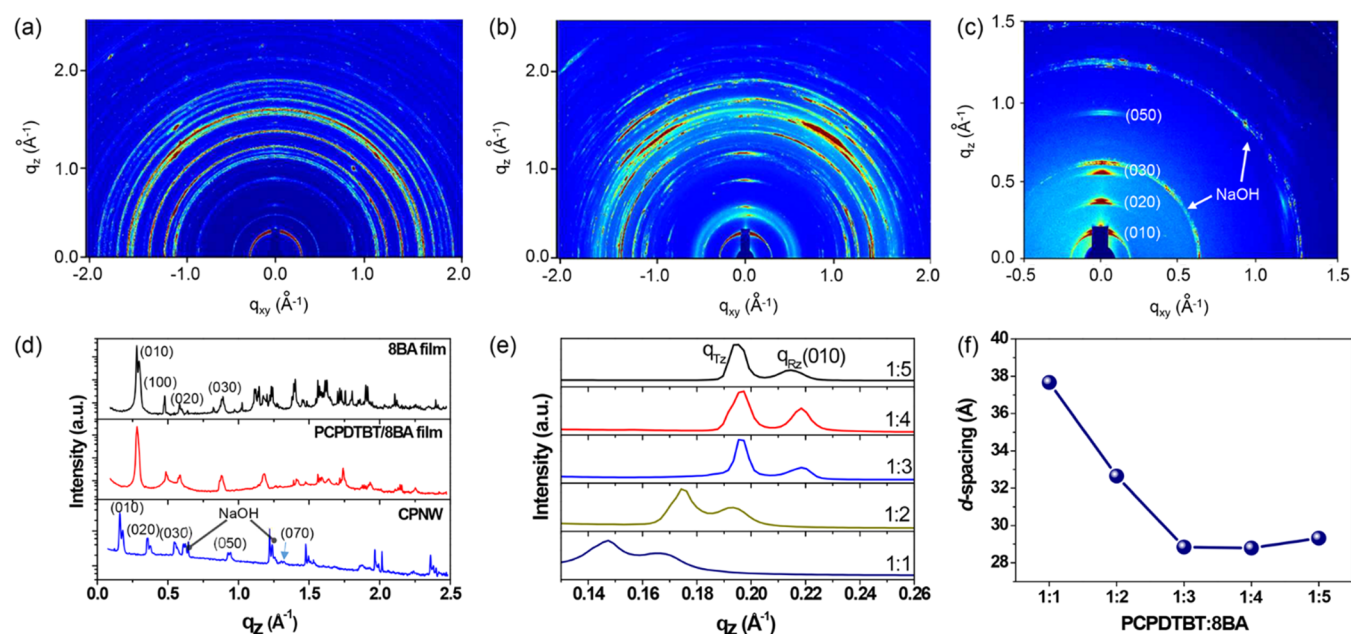 (a)
2.0
1.0
0.0
q_z (Å⁻¹)
-2.0 -1.0 0.0 1.0 2.0
q_xy (Å⁻¹)
(b)
2.0
1.0
0.0
q_z (Å⁻¹)
-2.0 -1.0 0.0 1.0 2.0
q_xy (Å⁻¹)
(c)
1.5
1.0
0.5
0.0
q_z (Å⁻¹)
(050)
(030)
NaOH
(020)
(010)
-0.5 0.0 0.5 1.0 1.5
q_xy (Å⁻¹)
(d)
Intensity (a.u.)
8BA film
(010)
(100)
(020)
(030)
PCPDTBT/8BA film
CPNW
(010)
(020)
(030)
NaOH
(050)
(070)
0.0 0.5 1.0 1.5 2.0 2.5
q_z (Å⁻¹)
(e)
Intensity (a.u.)
q_Tz q_Rz(010)
1:5
1:4
1:3
1:2
1:1
0.14 0.16 0.18 0.20 0.22 0.24 0.26
q_z (Å⁻¹)
(f)
d-spacing (Å)
40
38
36
34
32
30
28
1:1 1:2 1:3 1:4 1:5
PCPDTBT:8BA